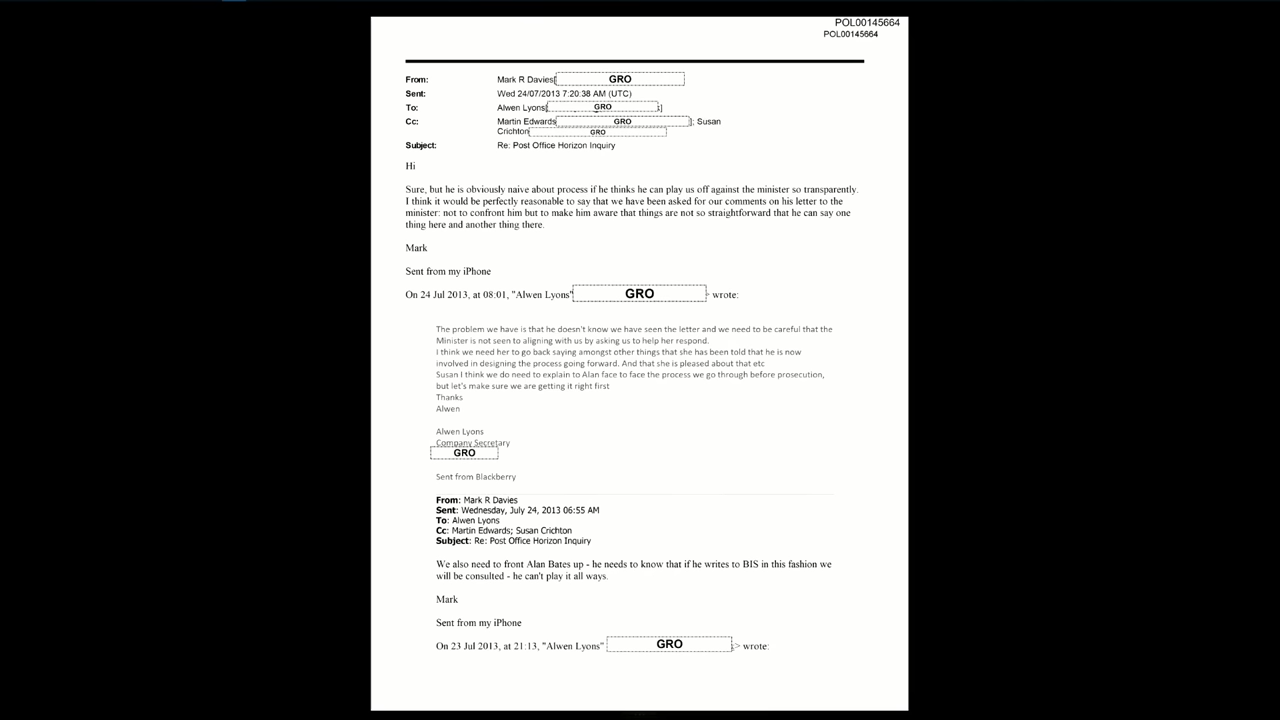 POL00145664
POL00145664
From: Mark R Davies[ GRO
Sent: Wed 24/07/2013 7:20:38 AM (UTC)
To: Alwen Lyons[ GRO ]
Cc: Martin Edwards GRO ]; Susan
Crichton GRO
Subject: Re: Post Office Horizon Inquiry
Hi
Sure, but he is obviously naive about process if he thinks he can play us off against the minister so transparently.
I think it would be perfectly reasonable to say that we have been asked for our comments on his letter to the
minister: not to confront him but to make him aware that things are not so straightforward that he can say one
thing here and another thing there.
Mark
Sent from my iPhone
On 24 Jul 2013, at 08:01, "Alwen Lyons" GRO > wrote:
The problem we have is that he doesn't know we have seen the letter and we need to be careful that the
Minister is not seen to aligning with us by asking us to help her respond.
I think we need her to go back saying amongst other things that she has been told that he is now
involved in designing the process going forward. And that she is pleased about that etc
Susan I think we do need to explain to Alan face to face the process we go through before prosecution,
but let's make sure we are getting it right first
Thanks
Alwen
Alwen Lyons
Company Secretary
GRO
Sent from Blackberry
From: Mark R Davies
Sent: Wednesday, July 24, 2013 06:55 AM
To: Alwen Lyons
Cc: Martin Edwards; Susan Crichton
Subject: Re: Post Office Horizon Inquiry
We also need to front Alan Bates up - he needs to know that if he writes to BIS in this fashion we
will be consulted - he can't play it all ways.
Mark
Sent from my iPhone
On 23 Jul 2013, at 21:13, "Alwen Lyons" GRO > wrote: